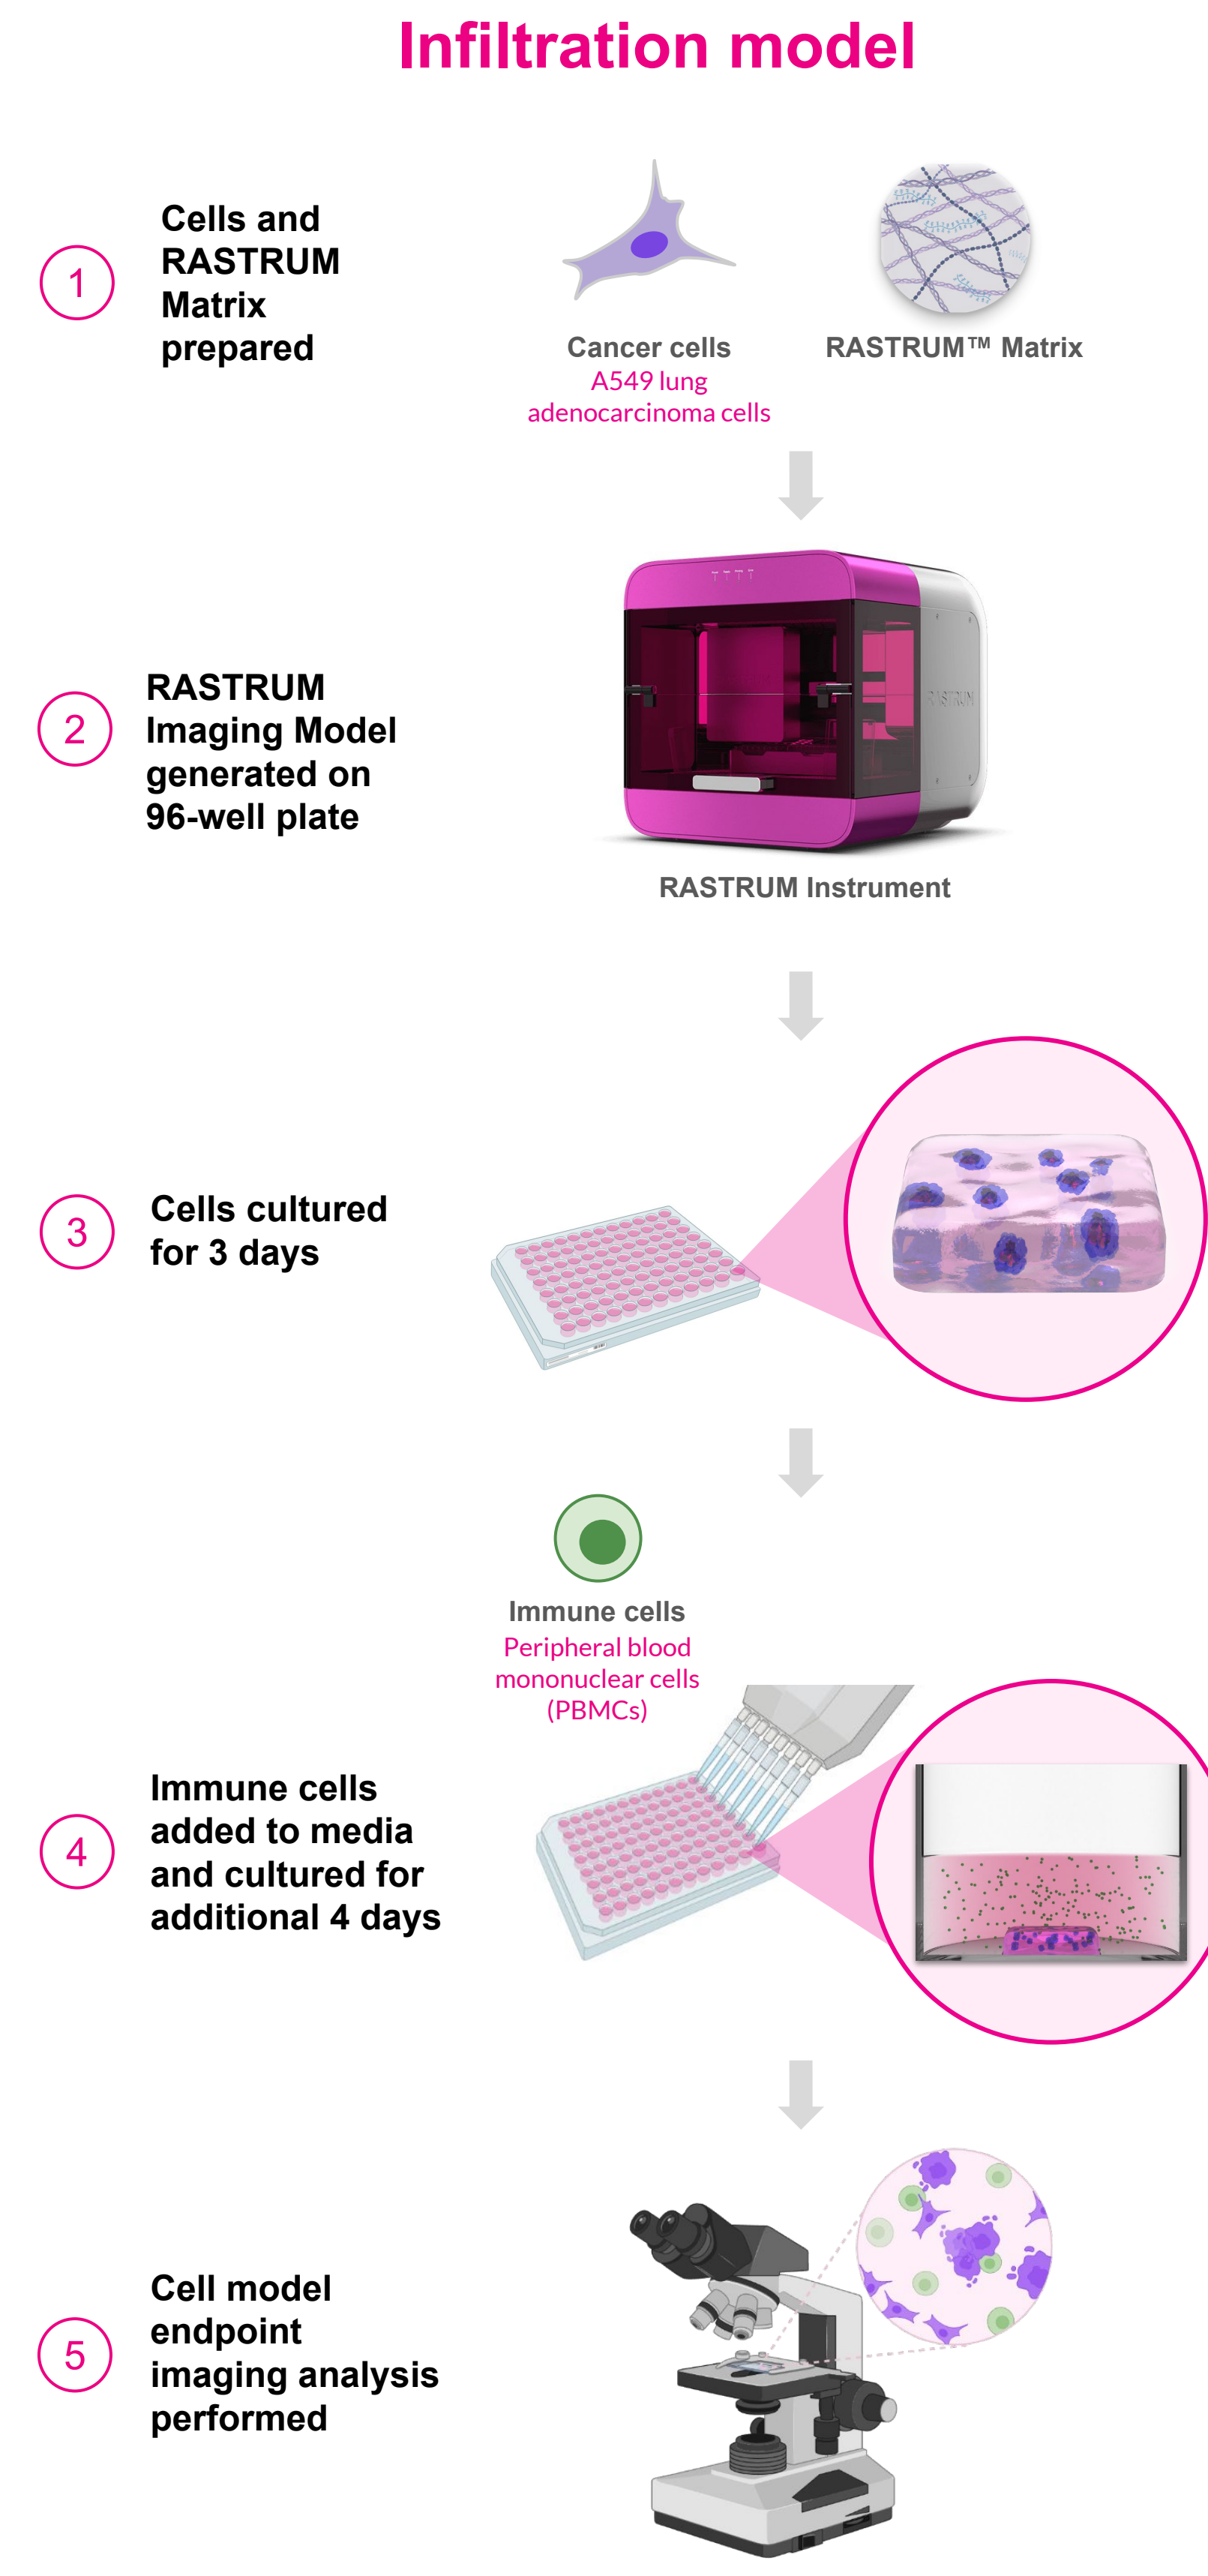 Infiltration model
1
Cells and
RASTRUM
Matrix
prepared
Cancer cells
A549 lung
adenocarcinoma cells
RASTRUM™ Matrix
2
RASTRUM
Imaging Model
generated on
96-well plate
RASTRUM
RASTRUM Instrument
3
Cells cultured
for 3 days
Immune cells
Peripheral blood
mononuclear cells
(PBMCs)
4
Immune cells
added to media
and cultured for
additional 4 days
5
Cell model
endpoint
imaging analysis
performed